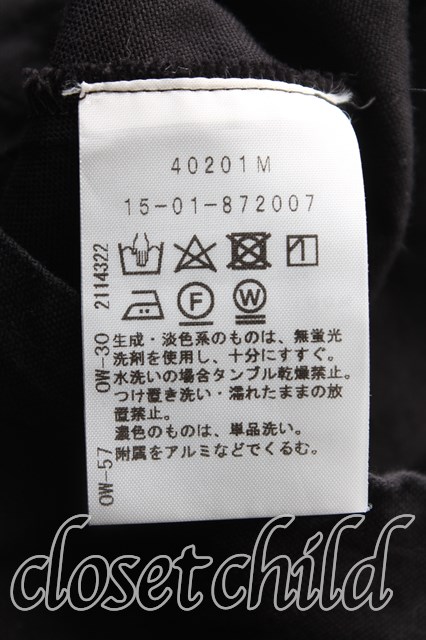 40201M
15-01-872007
2114322
F
W
OW-30
生成・淡色系のものは、無蛍光
洗剤を使用し、十分にすすぐ。
水洗いの場合タンブル乾燥禁止。
つけ置き洗い・濡れたままの放
置禁止。
濃色のものは、単品洗い。
OW-57
附属をアルミなどでくるむ。
closet child